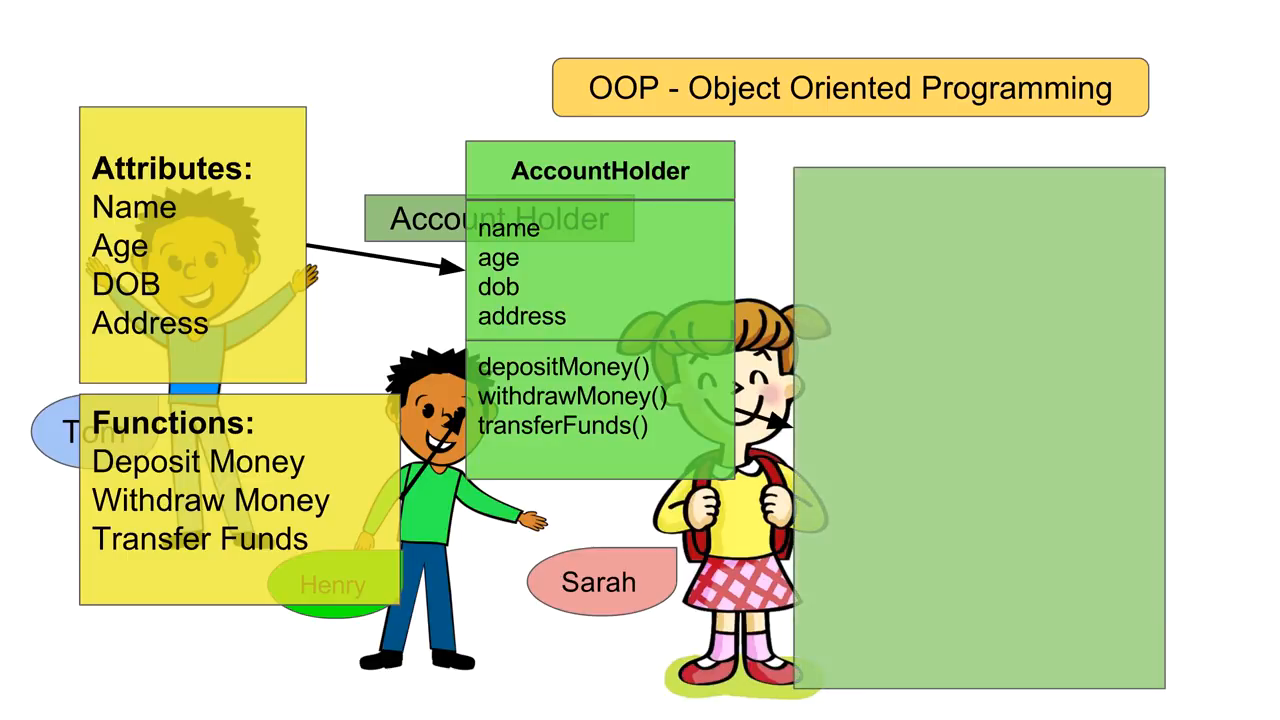 OOP - Object Oriented Programming
Attributes:
Name
Age
DOB
Address
Account Holder
AccountHolder
name
age
dob
address
depositMoney()
withdrawMoney()
transferFunds()
Tom
Functions:
Deposit Money
Withdraw Money
Transfer Funds
Henry
Sarah